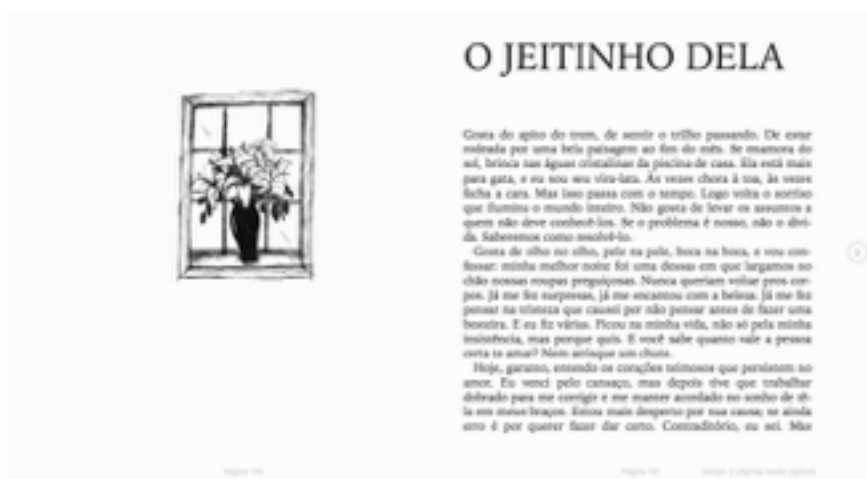 O JEITINHO DELA
Gosta do apito do trem, de sentir o trilho passando. De estar
rodeada por uma bela paisagem ao fim do mês. Se enamora do
sol, brinca nas águas cristalinas da piscina de casa. Ela está mais
para gata, e eu sou seu vira-lata. Às vezes chora à toa, às vezes
fecha a cara. Mas isso passa com o tempo. Logo volta o sorriso
que ilumina o mundo inteiro. Não gosta de levar os assuntos a
quem não deve conhecê-los. Se o problema é nosso, não o divi-
da. Saberemos como resolvê-lo.
Gosta de olho no olho, pele na pele, boca na boca, e vou con-
fessar: minha melhor noite foi uma dessas em que largamos no
chão nossas roupas preguiçosas. Nunca queriam voltar pros cor-
pos. Já me fez surpresas, já me encantou com a beleza. Já me fez
pensar na tristeza que causei por não pensar antes de fazer uma
besteira. E eu fiz várias. Ficou na minha vida, não só pela minha
insistência, mas porque quis. E você sabe quanto vale a pessoa
certa te amar? Nem arrisque um chute.
Hoje, garanto, entendo os corações teimosos que persistem no
amor. Eu venci pelo cansaço, mas depois tive que trabalhar
dobrado para me corrigir e me manter acordado no sonho de tê-
la em meus braços. Estou mais desperto por sua causa; se ainda
erro é por querer fazer dar certo. Contraditório, eu sei. Mas